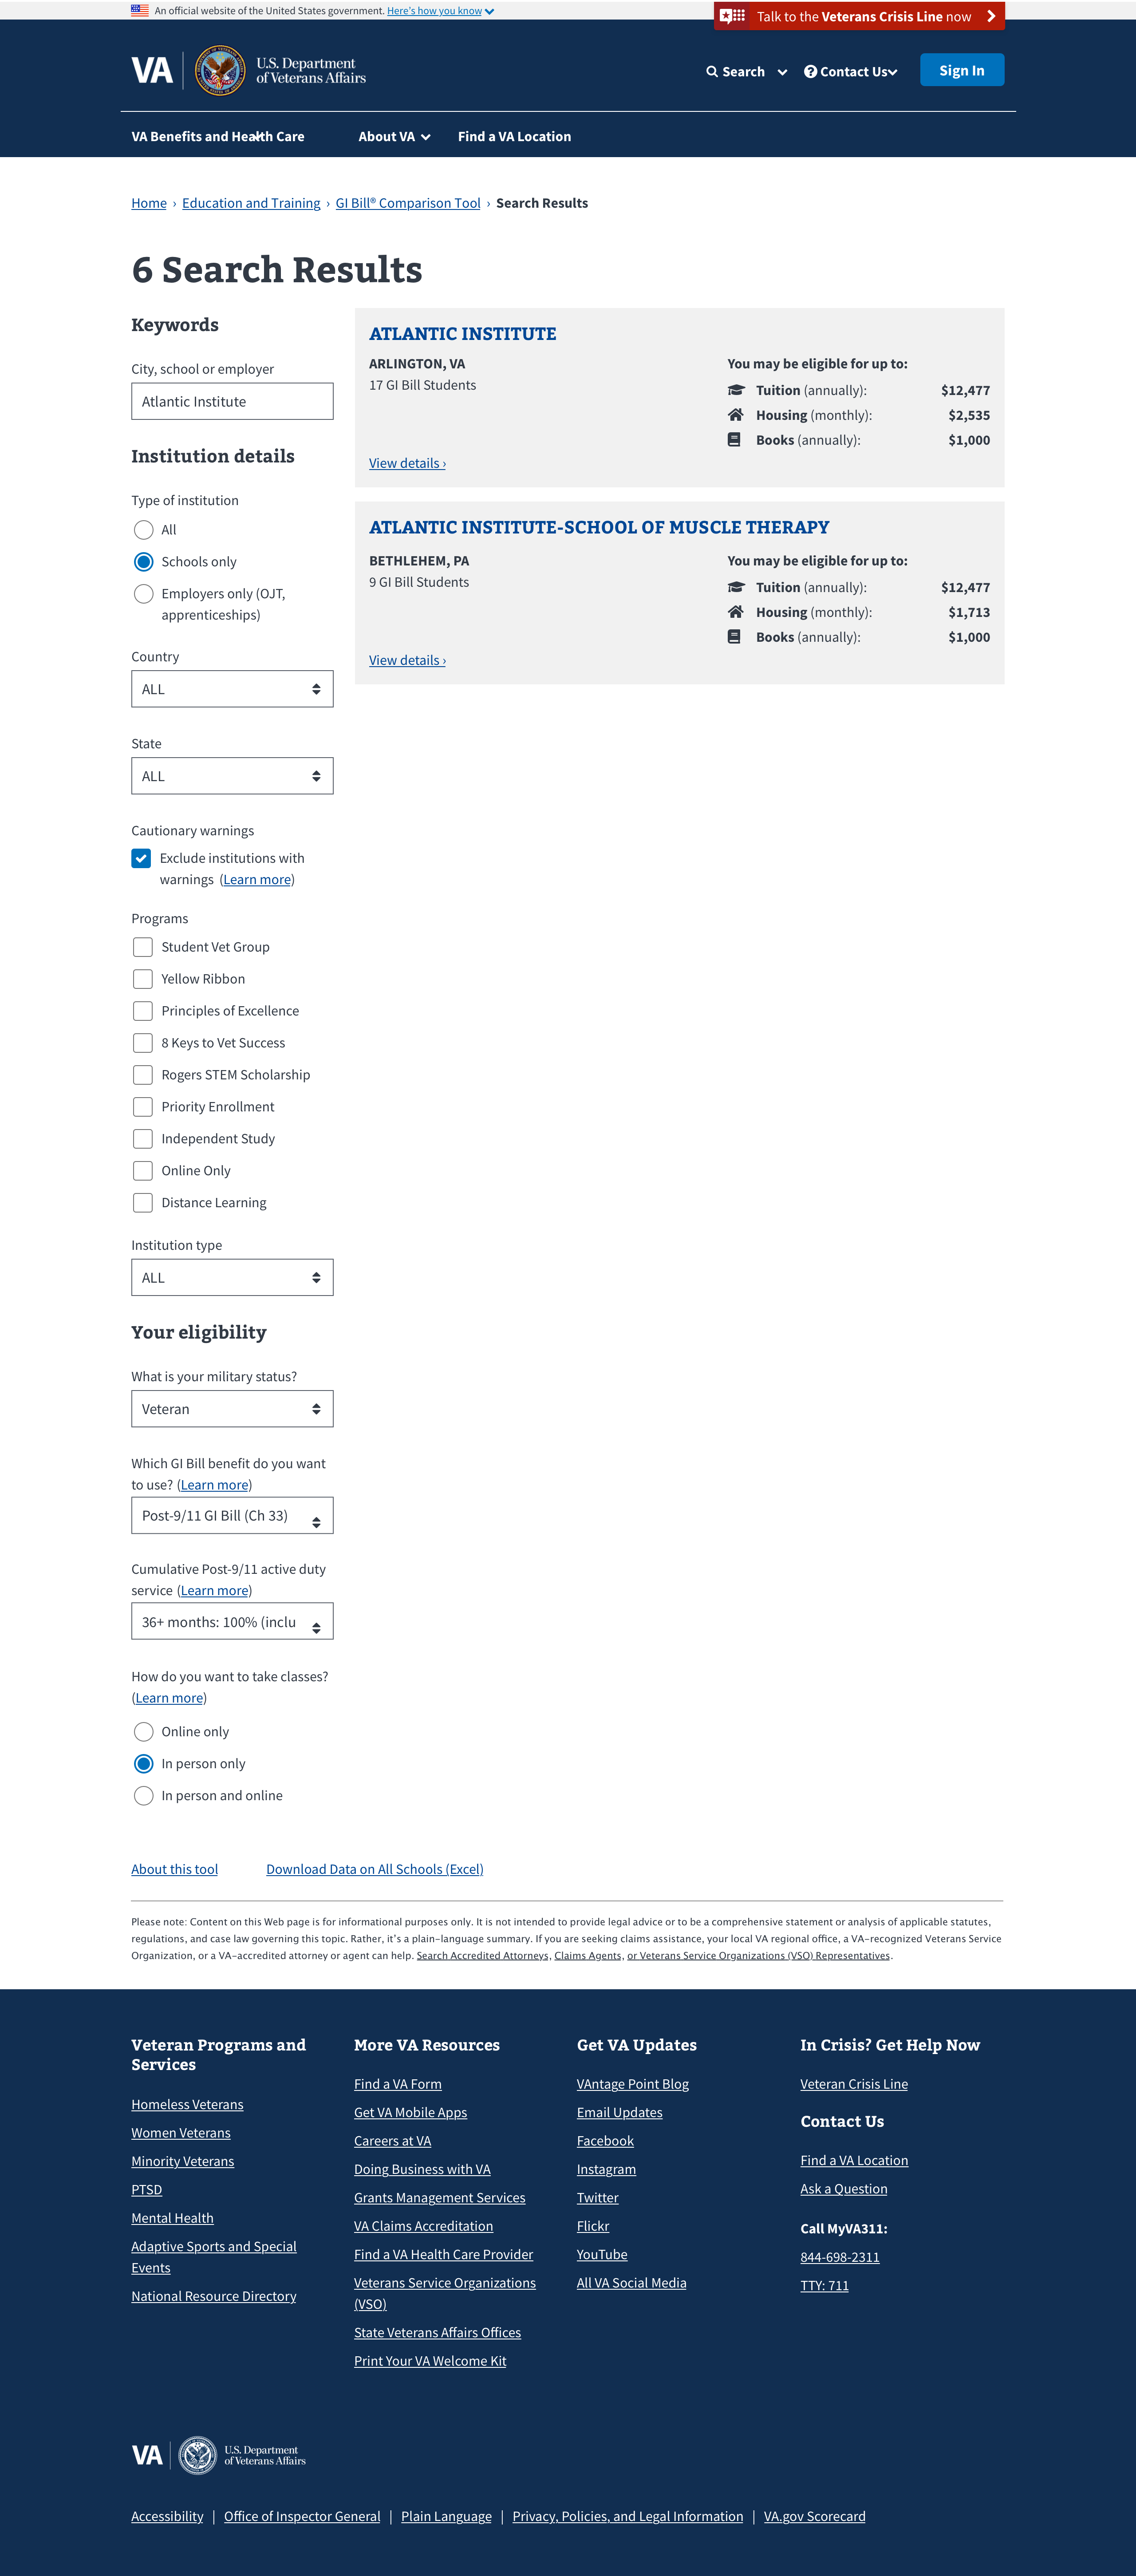 An official website of the United States government. Here's how you know
Talk to the Veterans Crisis Line now
VA
U.S. Department
of Veterans Affairs
Search
Contact Us
Sign In
VA Benefits and Health Care
About VA
Find a VA Location
Home › Education and Training › GI Bill® Comparison Tool › Search Results
6 Search Results
Keywords
City, school or employer
Atlantic Institute
Institution details
Type of institution
All
Schools only
Employers only (OJT,
apprenticeships)
Country
ALL
State
ALL
Cautionary warnings
Exclude institutions with
warnings (Learn more)
Programs
Student Vet Group
Yellow Ribbon
Principles of Excellence
8 Keys to Vet Success
Rogers STEM Scholarship
Priority Enrollment
Independent Study
Online Only
Distance Learning
Institution type
ALL
Your eligibility
What is your military status?
Veteran
Which GI Bill benefit do you want
to use? (Learn more)
Post-9/11 GI Bill (Ch 33)
Cumulative Post-9/11 active duty
service (Learn more)
36+ months: 100% (inclu
How do you want to take classes?
(Learn more)
Online only
In person only
In person and online
ATLANTIC INSTITUTE
ARLINGTON, VA
17 GI Bill Students
You may be eligible for up to:
Tuition (annually): $12,477
Housing (monthly): $2,535
Books (annually): $1,000
View details ›
ATLANTIC INSTITUTE-SCHOOL OF MUSCLE THERAPY
BETHLEHEM, PA
9 GI Bill Students
You may be eligible for up to:
Tuition (annually): $12,477
Housing (monthly): $1,713
Books (annually): $1,000
View details ›
About this tool
Download Data on All Schools (Excel)
Please note: Content on this Web page is for informational purposes only. It is not intended to provide legal advice or to be a comprehensive statement or analysis of applicable statutes,
regulations, and case law governing this topic. Rather, it's a plain-language summary. If you are seeking claims assistance, your local VA regional office, a VA-recognized Veterans Service
Organization, or a VA-accredited attorney or agent can help. Search Accredited Attorneys, Claims Agents, or Veterans Service Organizations (VSO) Representatives.
Veteran Programs and
Services
Homeless Veterans
Women Veterans
Minority Veterans
PTSD
Mental Health
Adaptive Sports and Special
Events
National Resource Directory
More VA Resources
Find a VA Form
Get VA Mobile Apps
Careers at VA
Doing Business with VA
Grants Management Services
VA Claims Accreditation
Find a VA Health Care Provider
Veterans Service Organizations
(VSO)
State Veterans Affairs Offices
Print Your VA Welcome Kit
Get VA Updates
VAntage Point Blog
Email Updates
Facebook
Instagram
Twitter
Flickr
YouTube
All VA Social Media
In Crisis? Get Help Now
Veteran Crisis Line
Contact Us
Find a VA Location
Ask a Question
Call MyVA311:
844-698-2311
TTY: 711
VA
U.S. Department
of Veterans Affairs
Accessibility | Office of Inspector General | Plain Language | Privacy, Policies, and Legal Information | VA.gov Scorecard